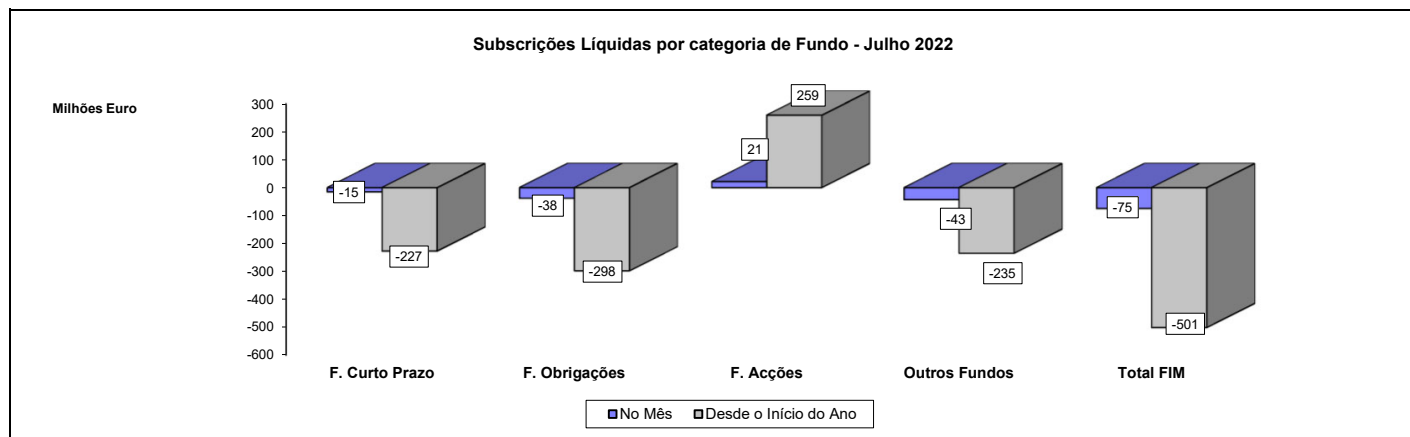 Subscrições Líquidas por categoria de Fundo - Julho 2022
Milhões Euro
300
200
100
0
-100
-200
-300
-400
-500
-600
-15
-227
-38
-298
21
259
-43
-235
-75
-501
F. Curto Prazo
F. Obrigações
F. Acções
Outros Fundos
Total FIM
No Mês
Desde o Início do Ano